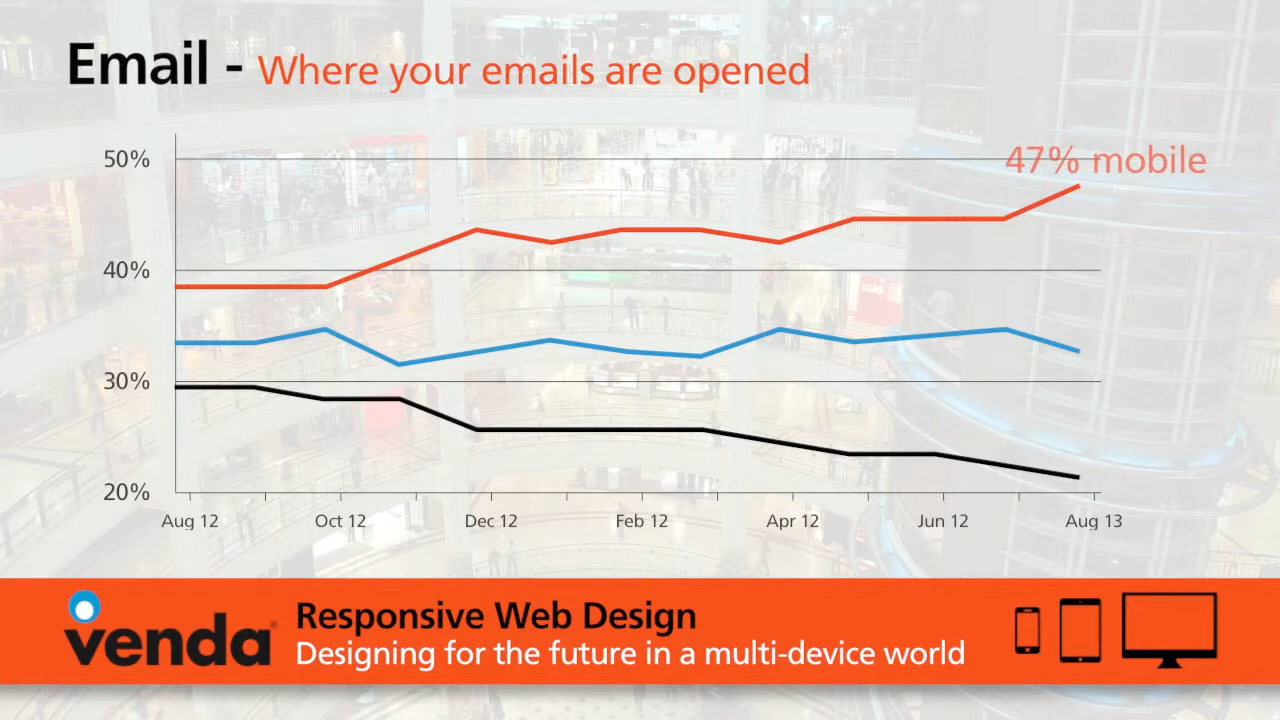 Email - Where your emails are opened
50%
47% mobile
40%
30%
20%
Aug 12 Oct 12 Dec 12 Feb 12 Apr 12 Jun 12 Aug 13
sale
venda
Responsive Web Design
Designing for the future in a multi-device world